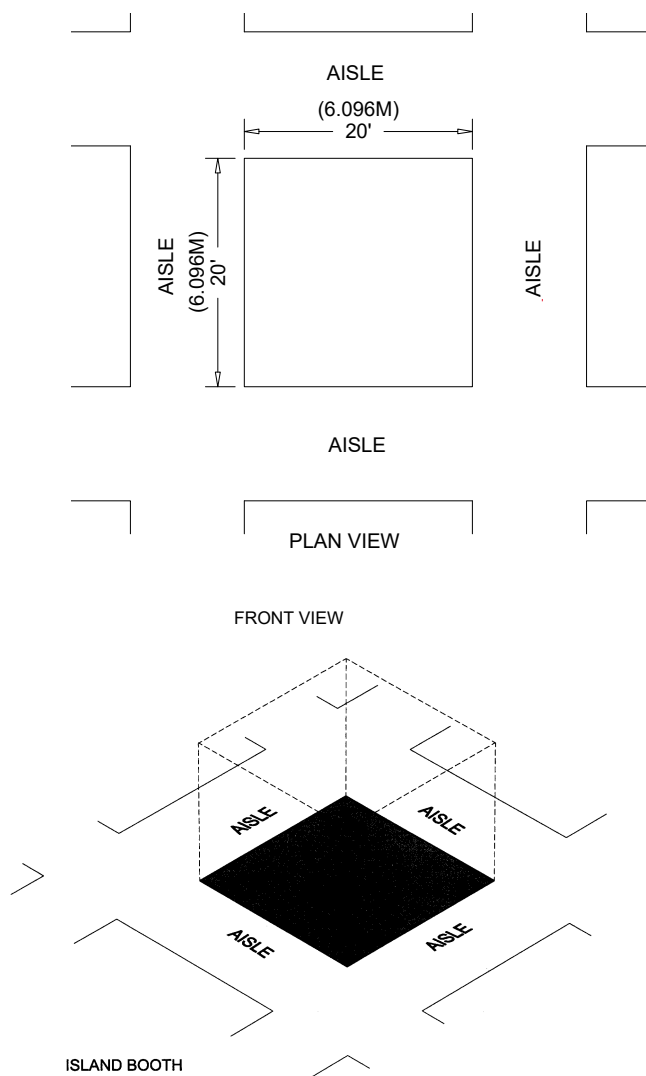 AISLE
(6.096M)
20'
AISLE
(6.096M)
20'
AISLE
AISLE
PLAN VIEW
FRONT VIEW
AISLE
AISLE
AISLE
AISLE
ISLAND BOOTH